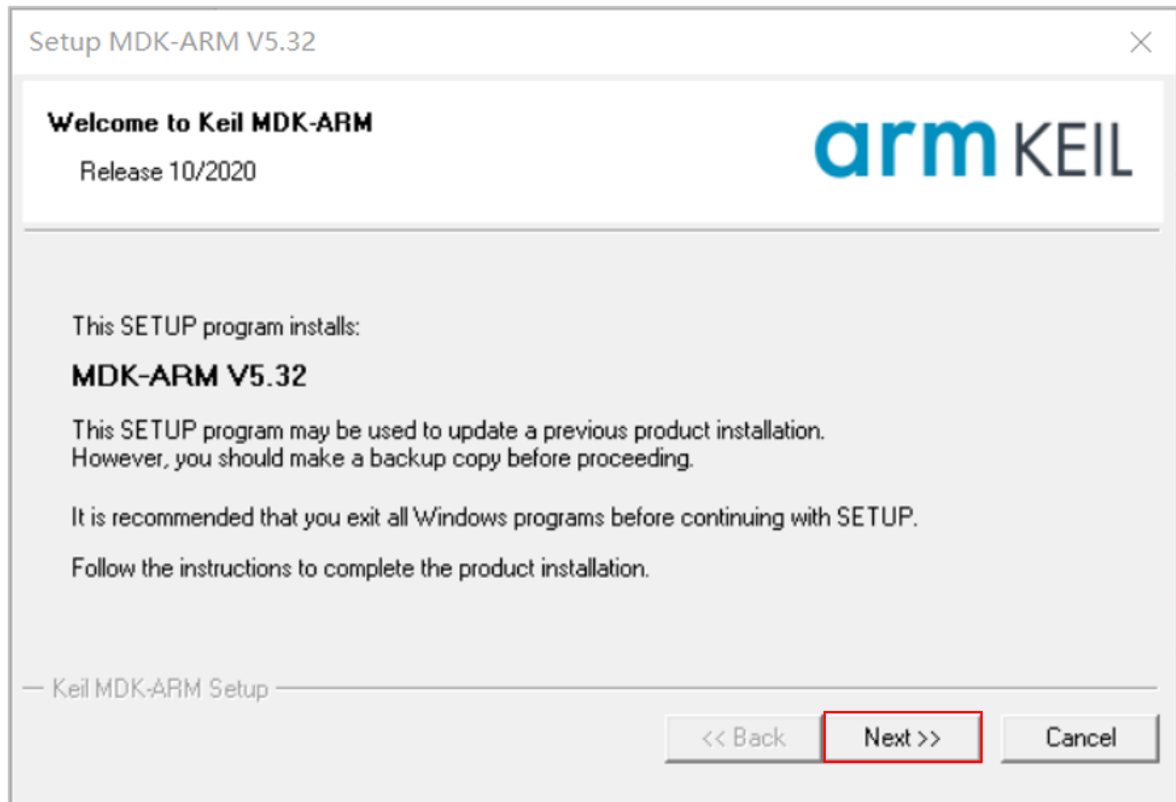 Setup MDK-ARM V5.32
Welcome to Keil MDK-ARM
Release 10/2020
arm KEIL
This SETUP program installs:
MDK-ARM V5.32
This SETUP program may be used to update a previous product installation.
However, you should make a backup copy before proceeding.
It is recommended that you exit all Windows programs before continuing with SETUP.
Follow the instructions to complete the product installation.
Keil MDK-ARM Setup
<< Back Next >> Cancel